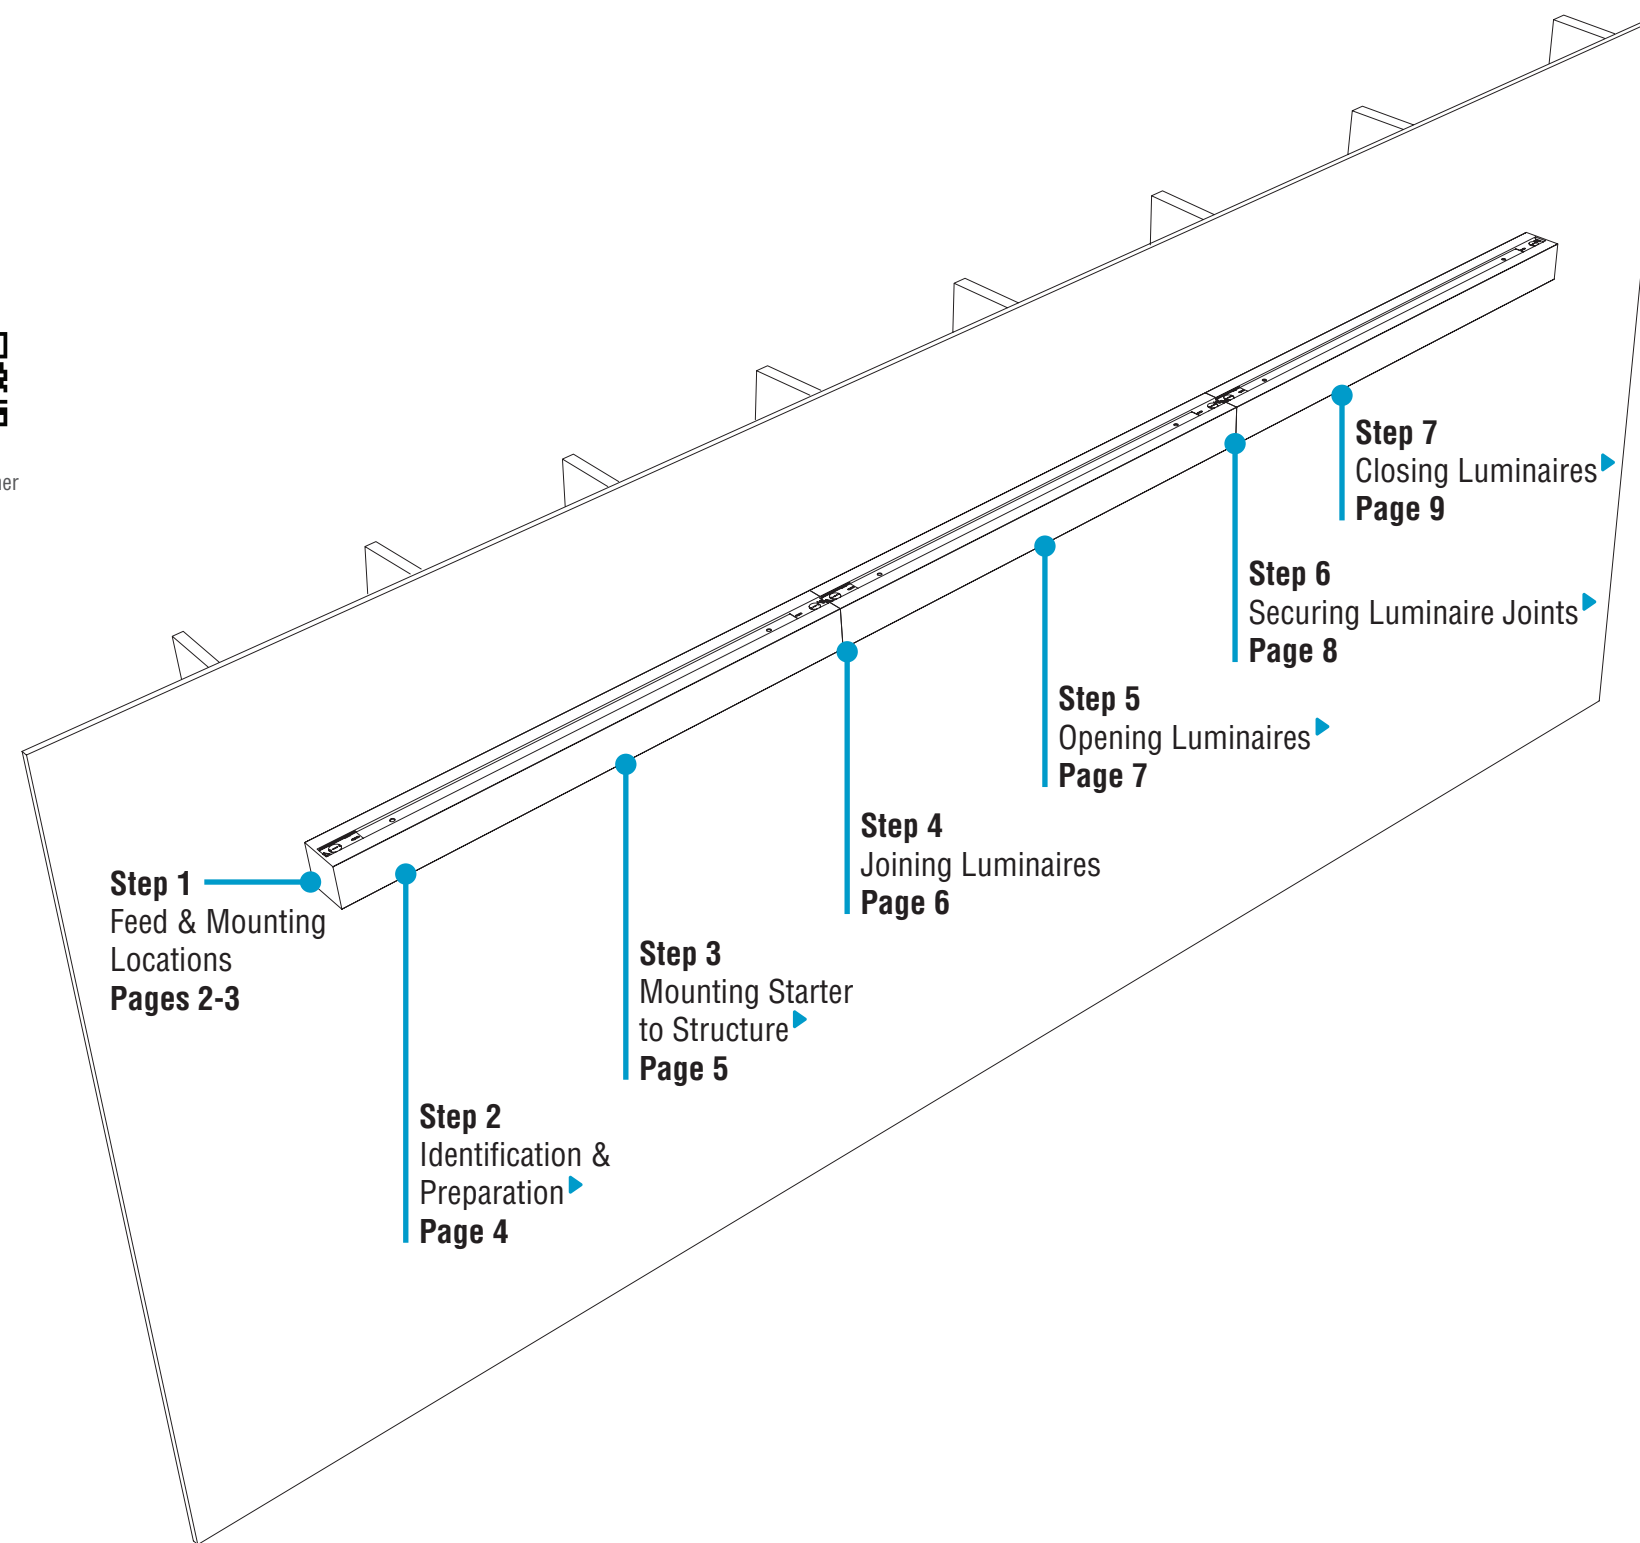 Step 1
Feed & Mounting
Locations
Pages 2-3
Step 2
Identification &
Preparation
Page 4
Step 3
Mounting Starter
to Structure
Page 5
Step 4
Joining Luminaires
Page 6
Step 5
Opening Luminaires
Page 7
Step 6
Securing Luminaire Joints
Page 8
Step 7
Closing Luminaires
Page 9